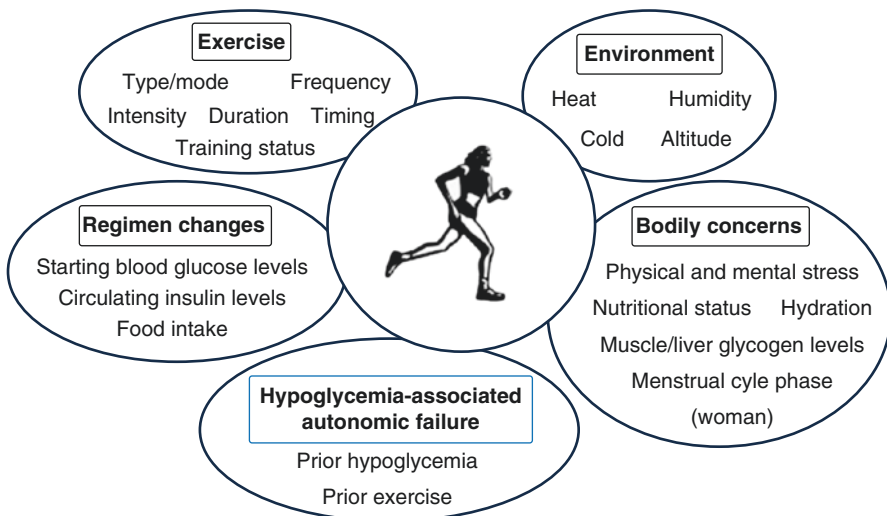 Exercise
Type/mode Frequency
Intensity Duration Timing
Training status
Environment
Heat Humidity
Cold Altitude
Regimen changes
Starting blood glucose levels
Circulating insulin levels
Food intake
Bodily concerns
Physical and mental stress
Nutritional status Hydration
Muscle/liver glycogen levels
Menstrual cyle phase
(woman)
Hypoglycemia-associated
autonomic failure
Prior hypoglycemia
Prior exercise